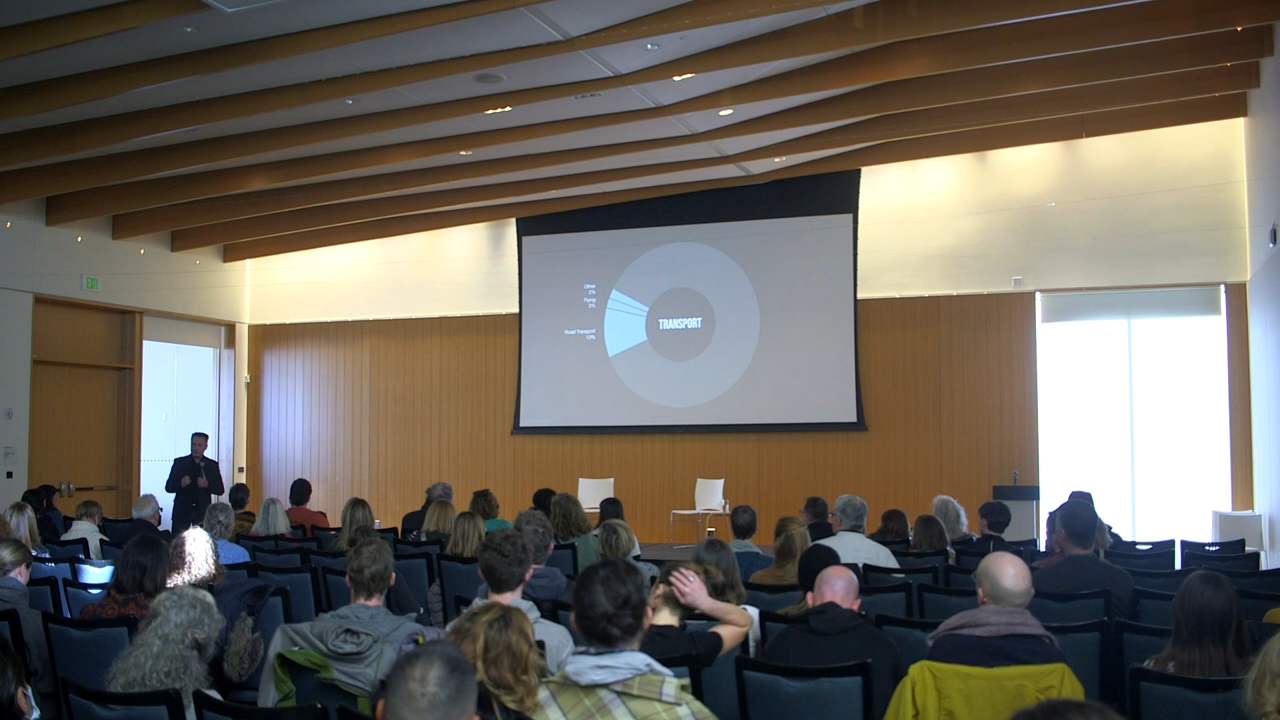 EXIT
Other
2%
Flying
2%
Road Transport
10%
TRANSPORT